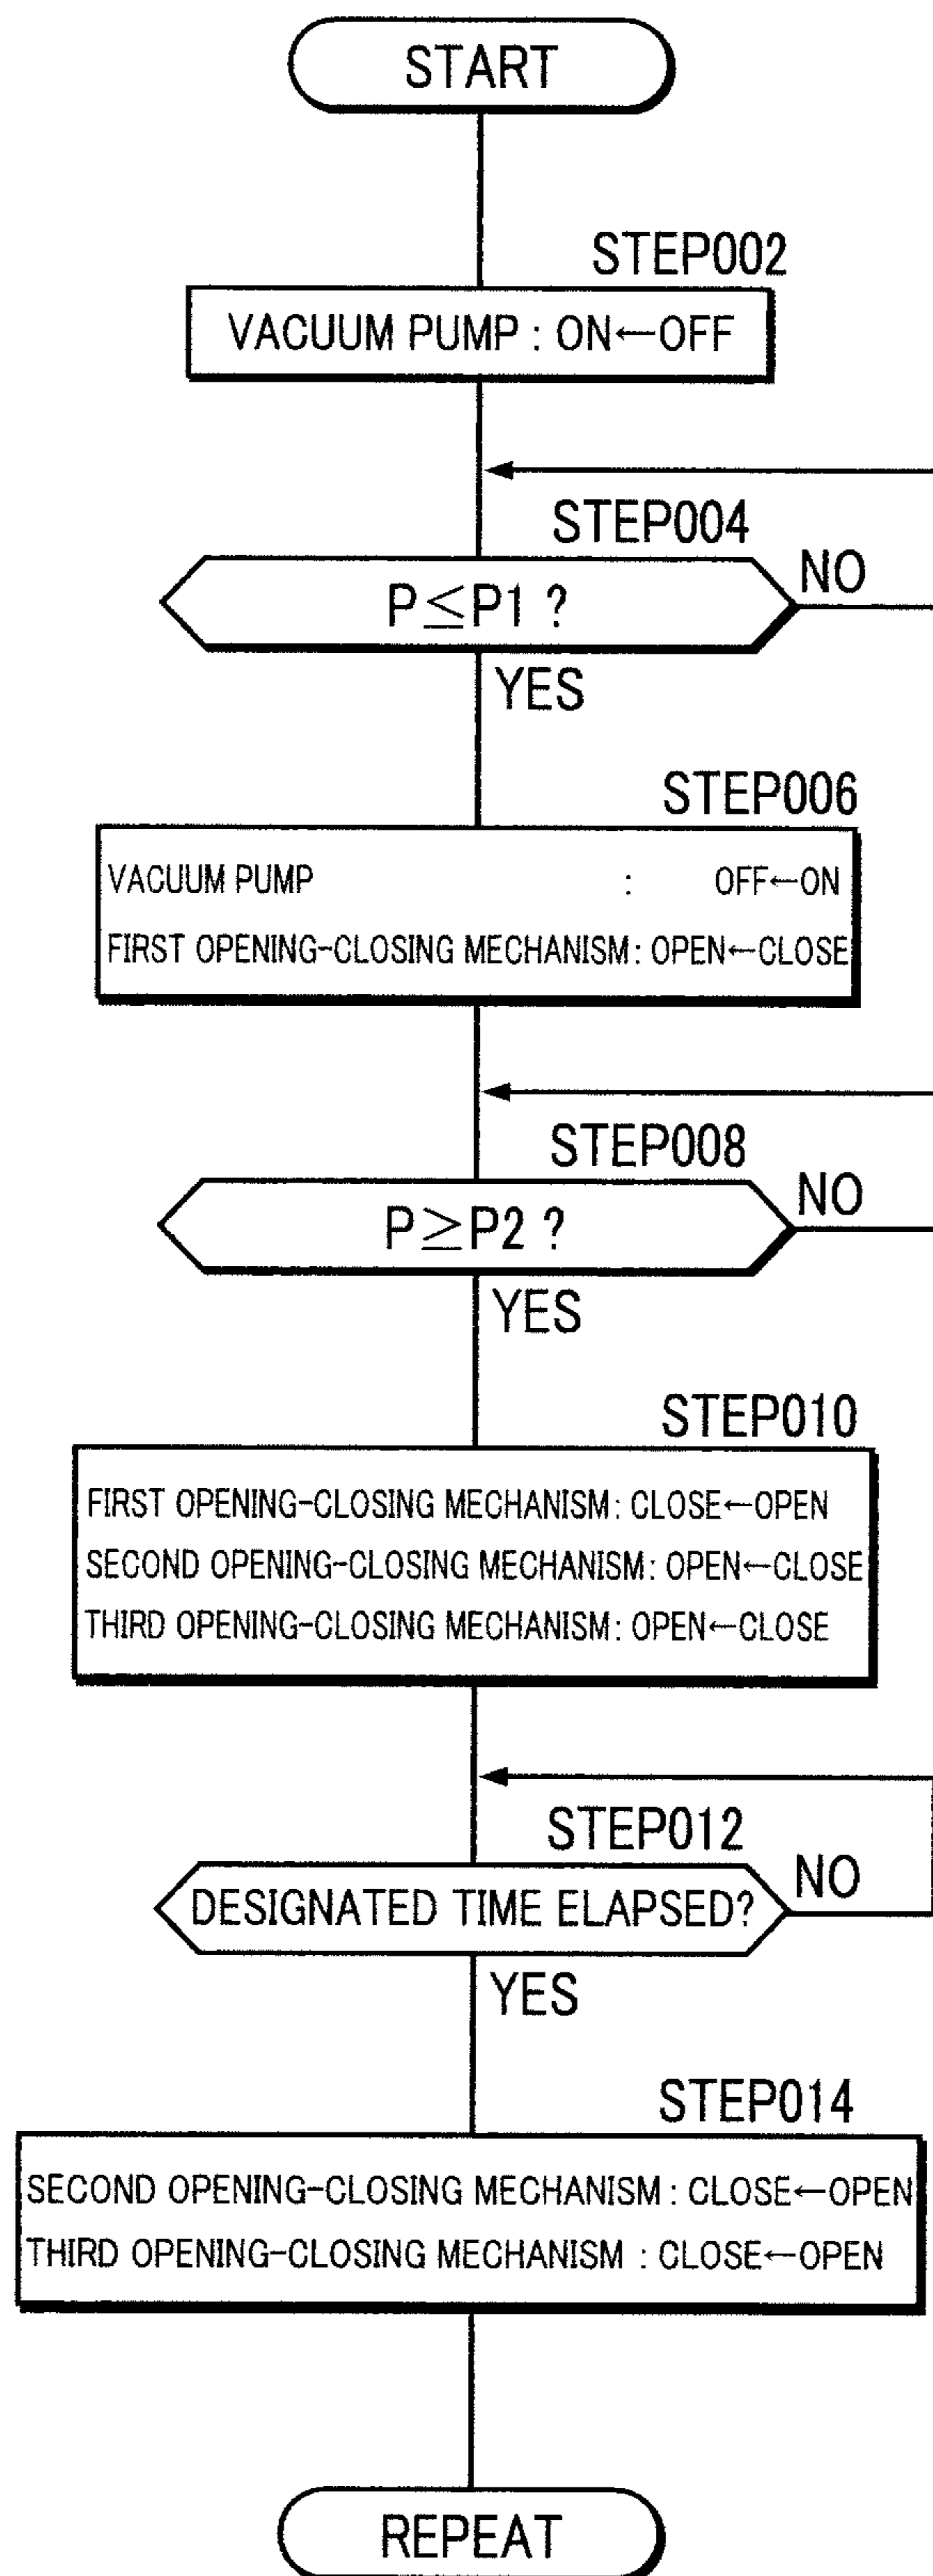 START
STEP002
VACUUM PUMP : ON←OFF
STEP004
P≦P1 ?
NO
YES
STEP006
VACUUM PUMP : OFF←ON
FIRST OPENING-CLOSING MECHANISM: OPEN←CLOSE
STEP008
P≧P2 ?
NO
YES
STEP010
FIRST OPENING-CLOSING MECHANISM: CLOSE←OPEN
SECOND OPENING-CLOSING MECHANISM: OPEN←CLOSE
THIRD OPENING-CLOSING MECHANISM: OPEN←CLOSE
STEP012
DESIGNATED TIME ELAPSED?
NO
YES
STEP014
SECOND OPENING-CLOSING MECHANISM : CLOSE←OPEN
THIRD OPENING-CLOSING MECHANISM : CLOSE←OPEN
REPEAT